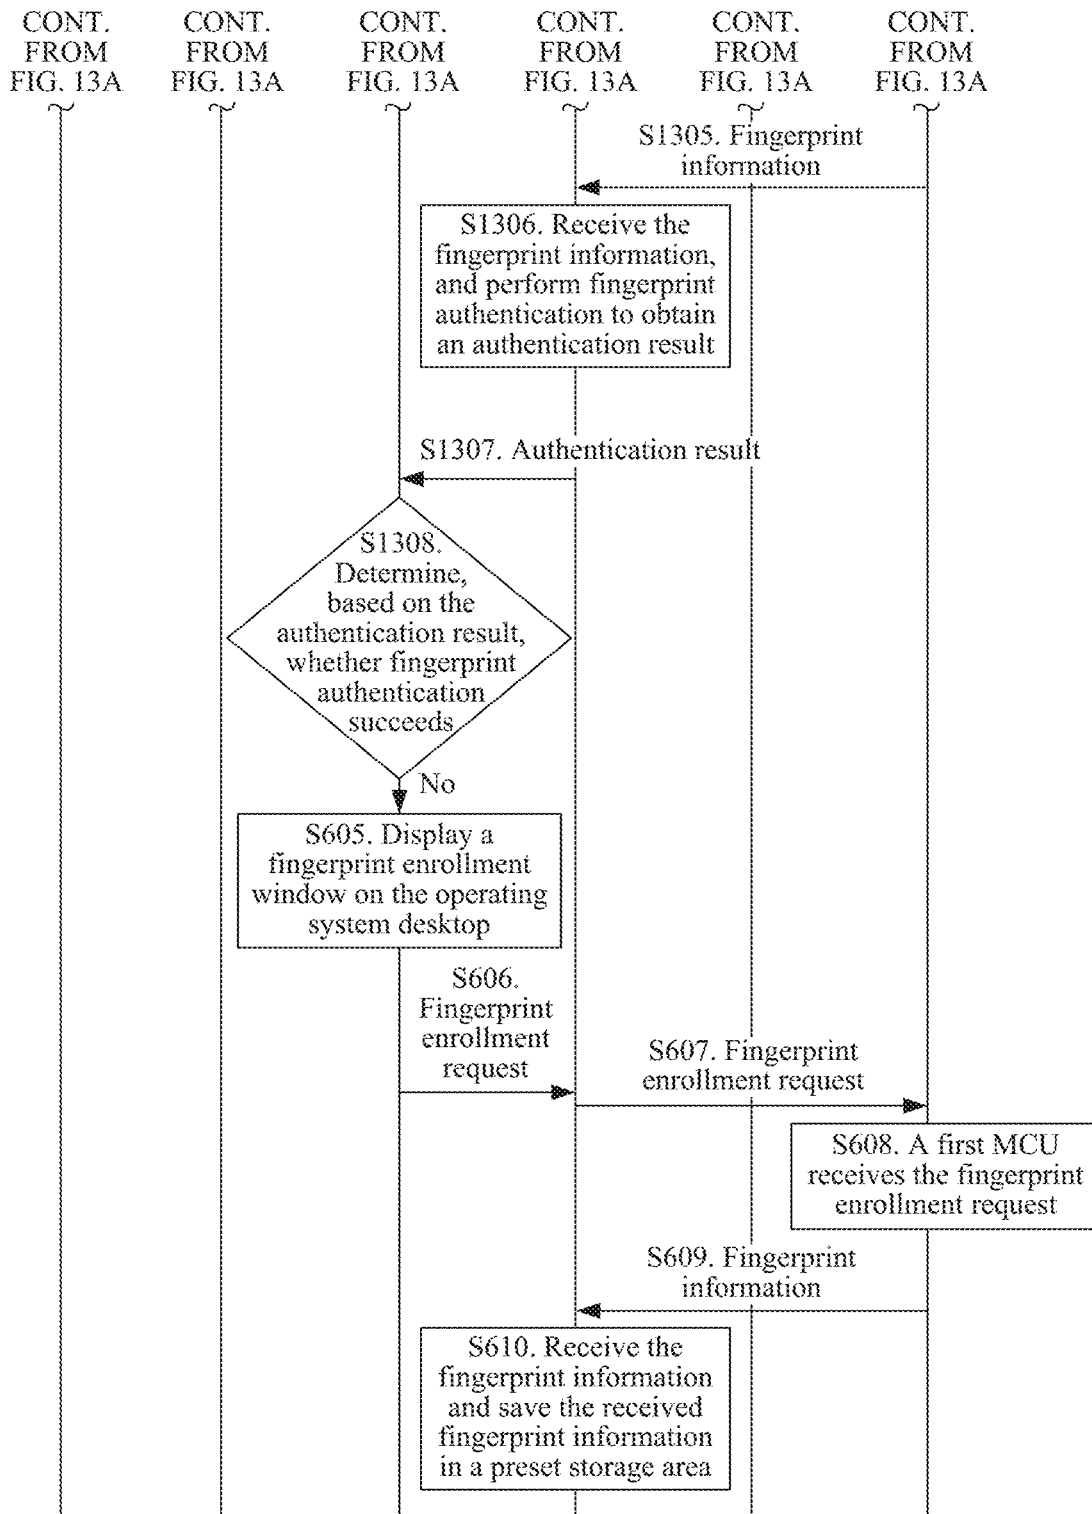 CONT.
FROM
FIG. 13A
CONT.
FROM
FIG. 13A
CONT.
FROM
FIG. 13A
CONT.
FROM
FIG. 13A
CONT.
FROM
FIG. 13A
CONT.
FROM
FIG. 13A
S1305. Fingerprint
information
S1306. Receive the
fingerprint information,
and perform fingerprint
authentication to obtain
an authentication result
S1307. Authentication result
S1308.
Determine,
based on the
authentication result,
whether fingerprint
authentication
succeeds
No
S605. Display a
fingerprint enrollment
window on the operating
system desktop
S606.
Fingerprint
enrollment
request
S607. Fingerprint
enrollment request
S608. A first MCU
receives the fingerprint
enrollment request
S609. Fingerprint
information
S610. Receive the
fingerprint information
and save the received
fingerprint information
in a preset storage area